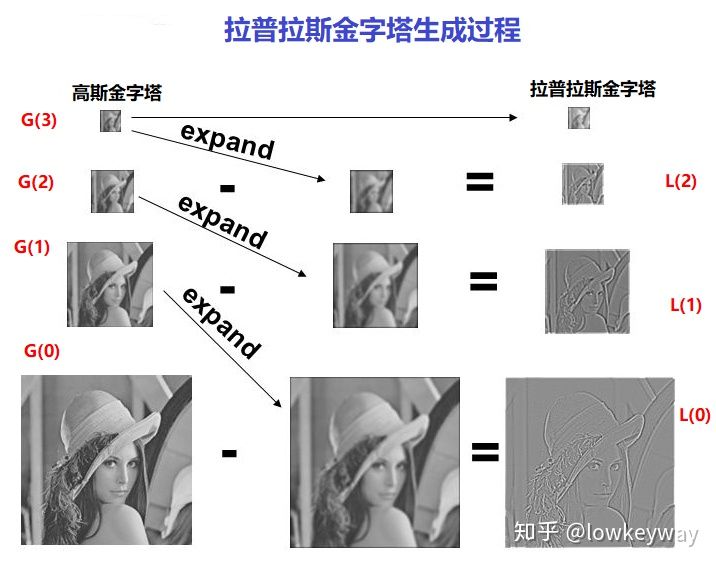 拉普拉斯金字塔生成过程
高斯金字塔
拉普拉斯金字塔
G(3)
expand
G(2)
-
=
L(2)
expand
G(1)
-
=
L(1)
expand
G(0)
-
=
L(0)
知乎 @lowkeyway